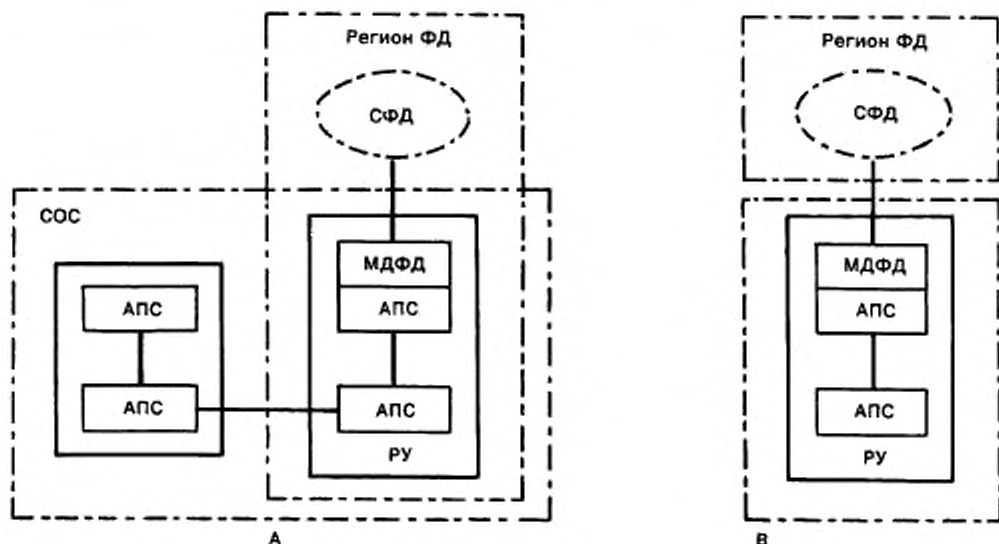 Регион ФД
СФД
СОС
МДФД
АПС
АПС
АПС
АПС
РУ
А
Регион ФД
СФД
МДФД
АПС
АПС
РУ
В